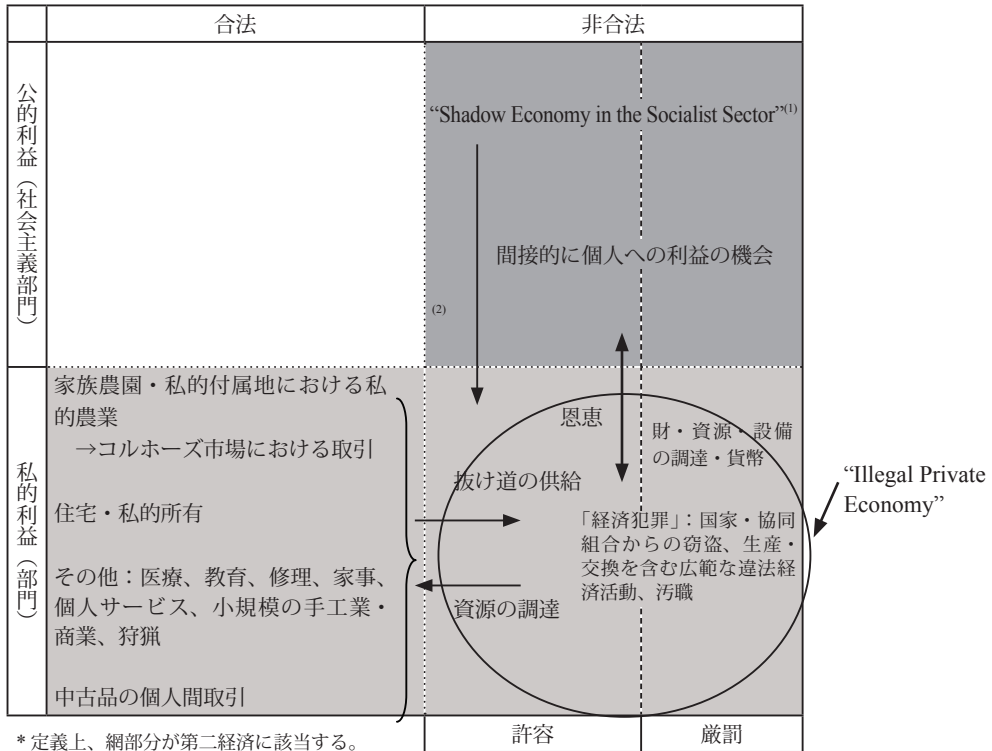 合法
非合法
公的利益（社会主義部門）
“Shadow Economy in the Socialist Sector”(1)
間接的に個人への利益の機会
(2)
私的利益（部門）
家族農園・私的付属地における私
的農業
→コルホーズ市場における取引
住宅・私的所有
その他：医療、教育、修理、家事、
個人サービス、小規模の手工業・
商業、狩猟
中古品の個人間取引
恩恵
財・資源・設備
の調達・貨幣
抜け道の供給
「経済犯罪」：国家・協同
組合からの窃盗、生産・
交換を含む広範な違法経
済活動、汚職
資源の調達
“Illegal Private
Economy”
* 定義上、網部分が第二経済に該当する。
許容
厳罰